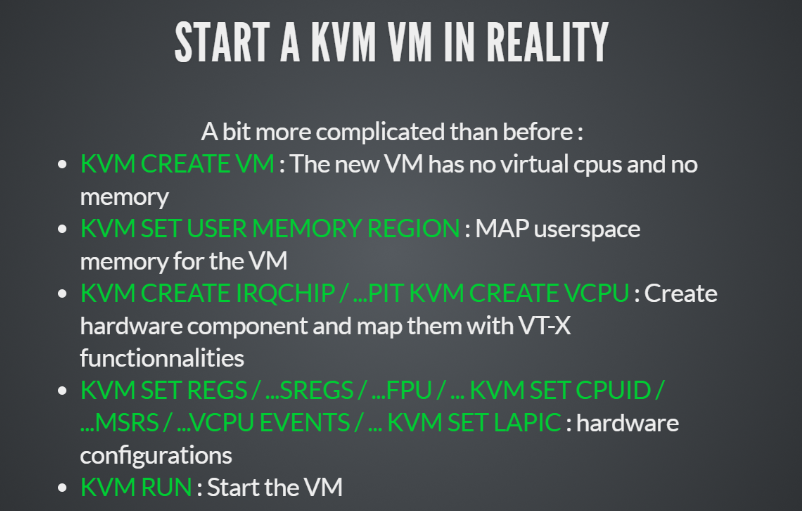 START A KVM VM IN REALITY
A bit more complicated than before :
• KVM CREATE VM : The new VM has no virtual cpus and no
memory
• KVM SET USER MEMORY REGION : MAP userspace
memory for the VM
• KVM CREATE IRQCHIP / ...PIT KVM CREATE VCPU : Create
hardware component and map them with VT-X
functionnalities
• KVM SET REGS / ...SREGS / ...FPU / ... KVM SET CPUID /
...MSRS / ...VCPU EVENTS / ... KVM SET LAPIC : hardware
configurations
• KVM RUN : Start the VM